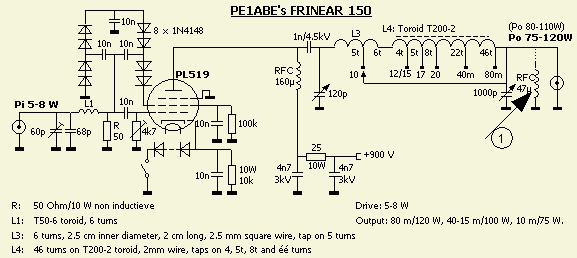 PE1ABE's FRINEAR 150
10n
8 x 1N4148
10n
10n
PL519
1n/4.5kV
L3
L4: Toroid T200-2
(Po 80-110W)
Po 75-120W
5t
6t
4t
5t
8t
22t
46t
10
12/15
17
20
40m
80m
RFC
160µ
120p
1000p
RFC
47µ
1
Pi 5-8 W
L1
10n
60p
68p
R
50
4k7
10n
100k
10n
10W
10k
25
10W
4n7
3kV
4n7
3kV
+900 V
R: 50 Ohm/10 W non inductieve
Drive: 5-8 W
L1: T50-6 toroid, 6 turns
Output: 80 m/120 W, 40-15 m/100 W, 10 m/75 W.
L3: 6 turns, 2.5 cm inner diameter, 2 cm long, 2.5 mm square wire, tap on 5 turns
L4: 46 turns on T200-2 toroid, 2mm wire, taps on 4, 5t, 8t and éé turns